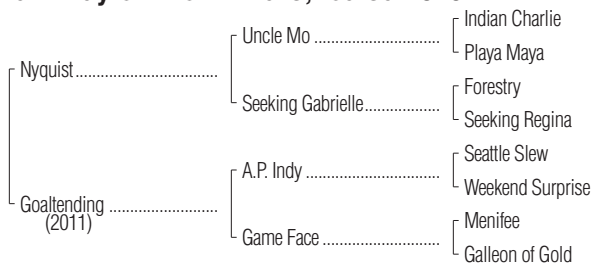 Indian Charlie
Uncle Mo
Playa Maya
Nyquist
Forestry
Seeking Gabrielle
Seeking Regina
Seattle Slew
A.P. Indy
Weekend Surprise
Goaltending
(2011)
Menifee
Game Face
Galleon of Gold